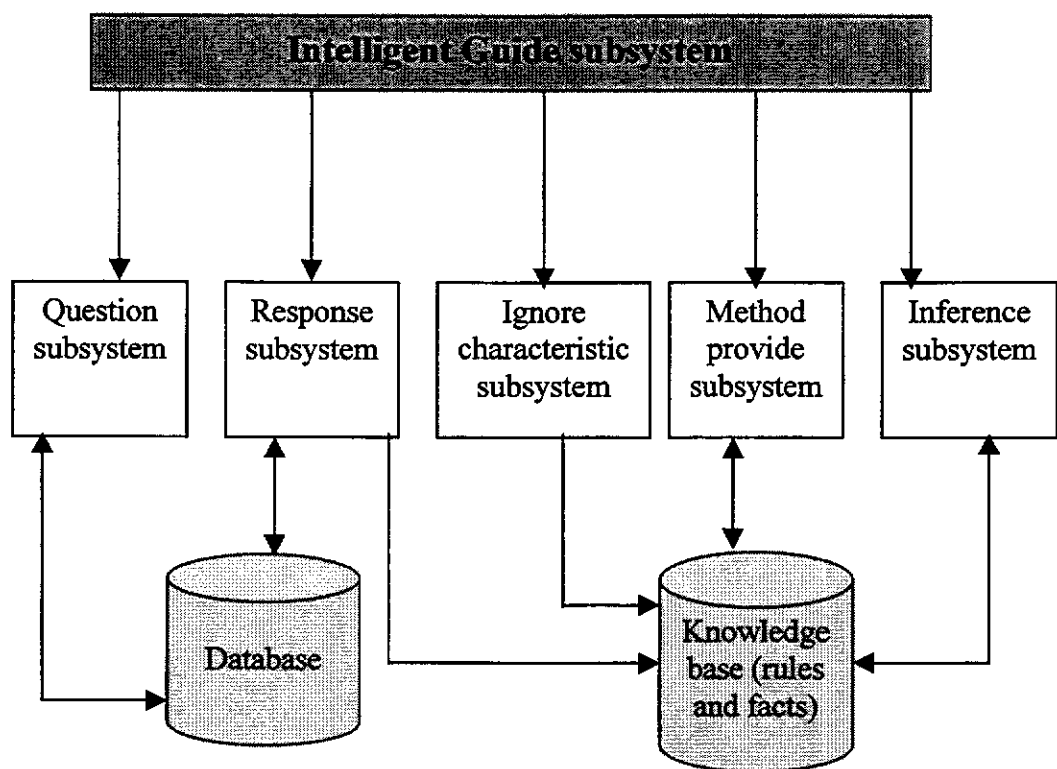 Intelligent Guide subsystem
Question
subsystem
Response
subsystem
Ignore
characteristic
subsystem
Method
provide
subsystem
Inference
subsystem
Database
Knowledge
base (rules
and facts)